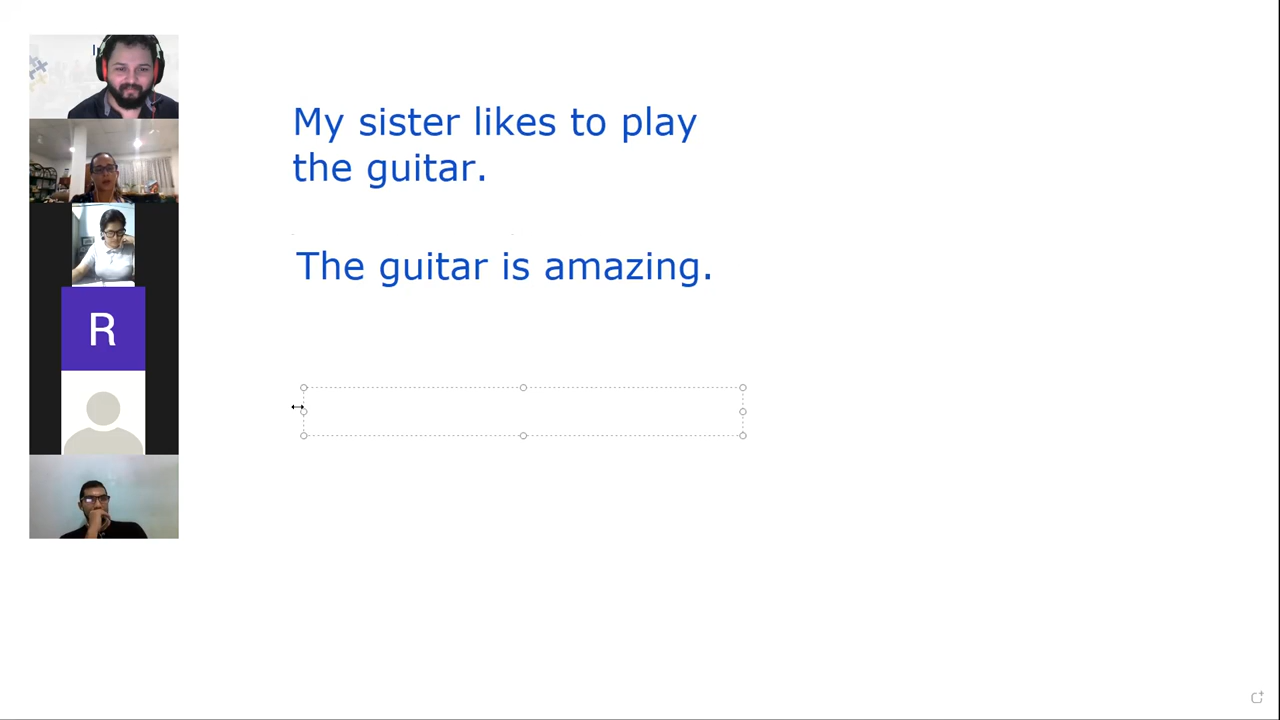 My sister likes to play
the guitar.
The guitar is amazing.
R